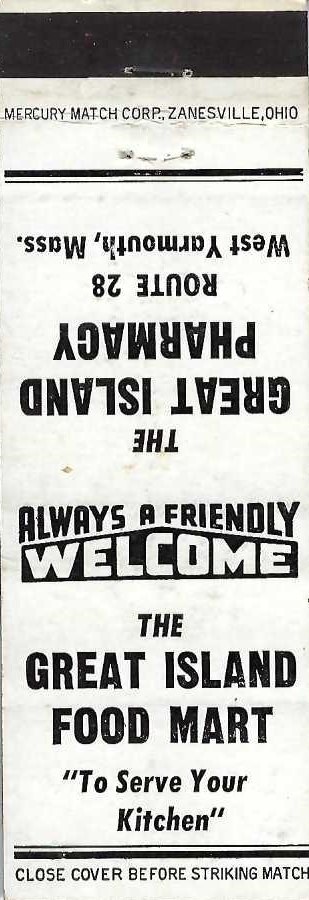 MERCURY MATCH CORP., ZANESVILLE, OHIO
THE
GREAT ISLAND
PHARMACY
ROUTE 28
West Yarmouth, Mass.
ALWAYS A FRIENDLY
WELCOME
THE
GREAT ISLAND
FOOD MART
"To Serve Your
Kitchen"
CLOSE COVER BEFORE STRIKING MATCH